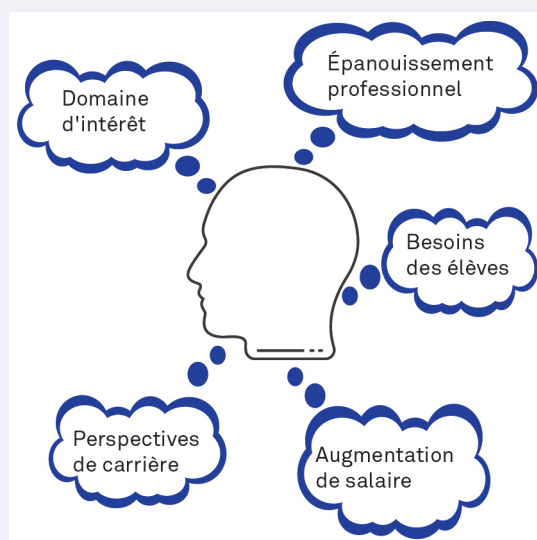 Épanouissement
professionnel
Domaine
d'intérêt
Besoins
des élèves
Perspectives
de carrière
Augmentation
de salaire